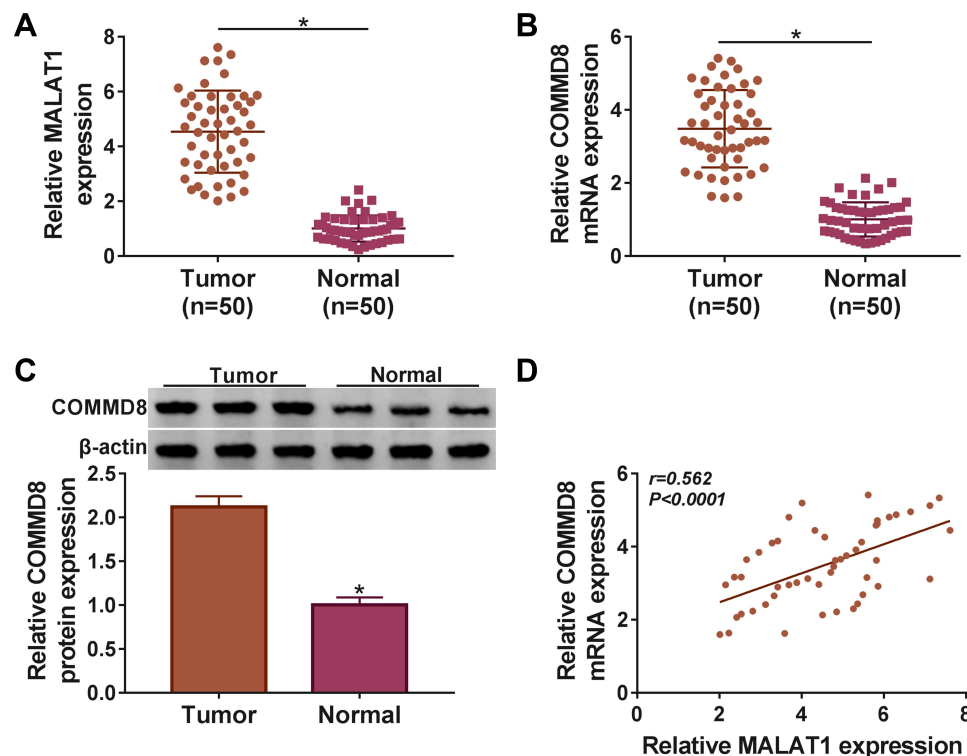 A
Relative MALAT1
expression
8
6
4
2
0
*
Tumor
(n=50)
Normal
(n=50)
B
Relative COMMD8
mRNA expression
8
6
4
2
0
*
Tumor
(n=50)
Normal
(n=50)
C
Tumor
Normal
COMMD8
β-actin
Relative COMMD8
protein expression
2.5
2.0
1.5
1.0
0.5
0.0
*
Tumor
Normal
D
Relative COMMD8
mRNA expression
6
4
2
0
r=0.562
P<0.0001
0 2 4 6 8
Relative MALAT1 expression